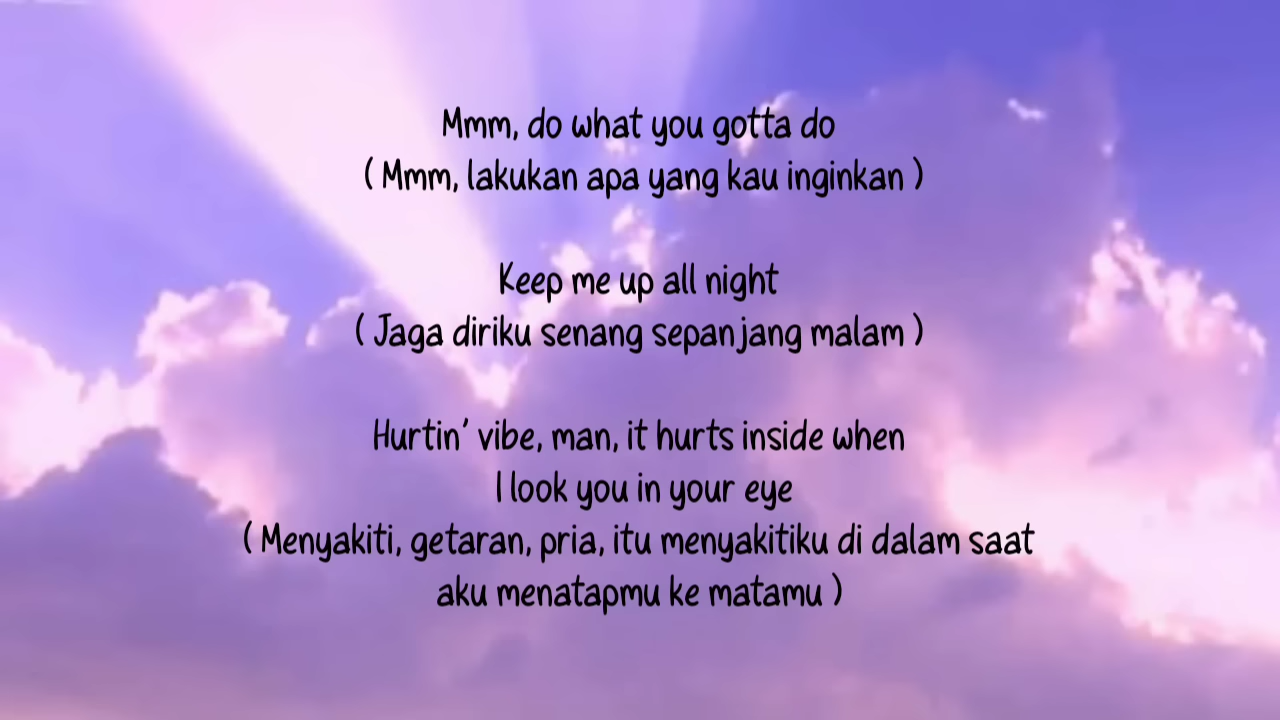 Mmm, do what you gotta do
( Mmm, lakukan apa yang kau inginkan )
Keep me up all night
( Jaga diriku senang sepanjang malam )
Hurtin' vibe, man, it hurts inside when
I look you in your eye
( Menyakiti, getaran, pria, itu menyakitiku di dalam saat
aku menatapmu ke matamu )